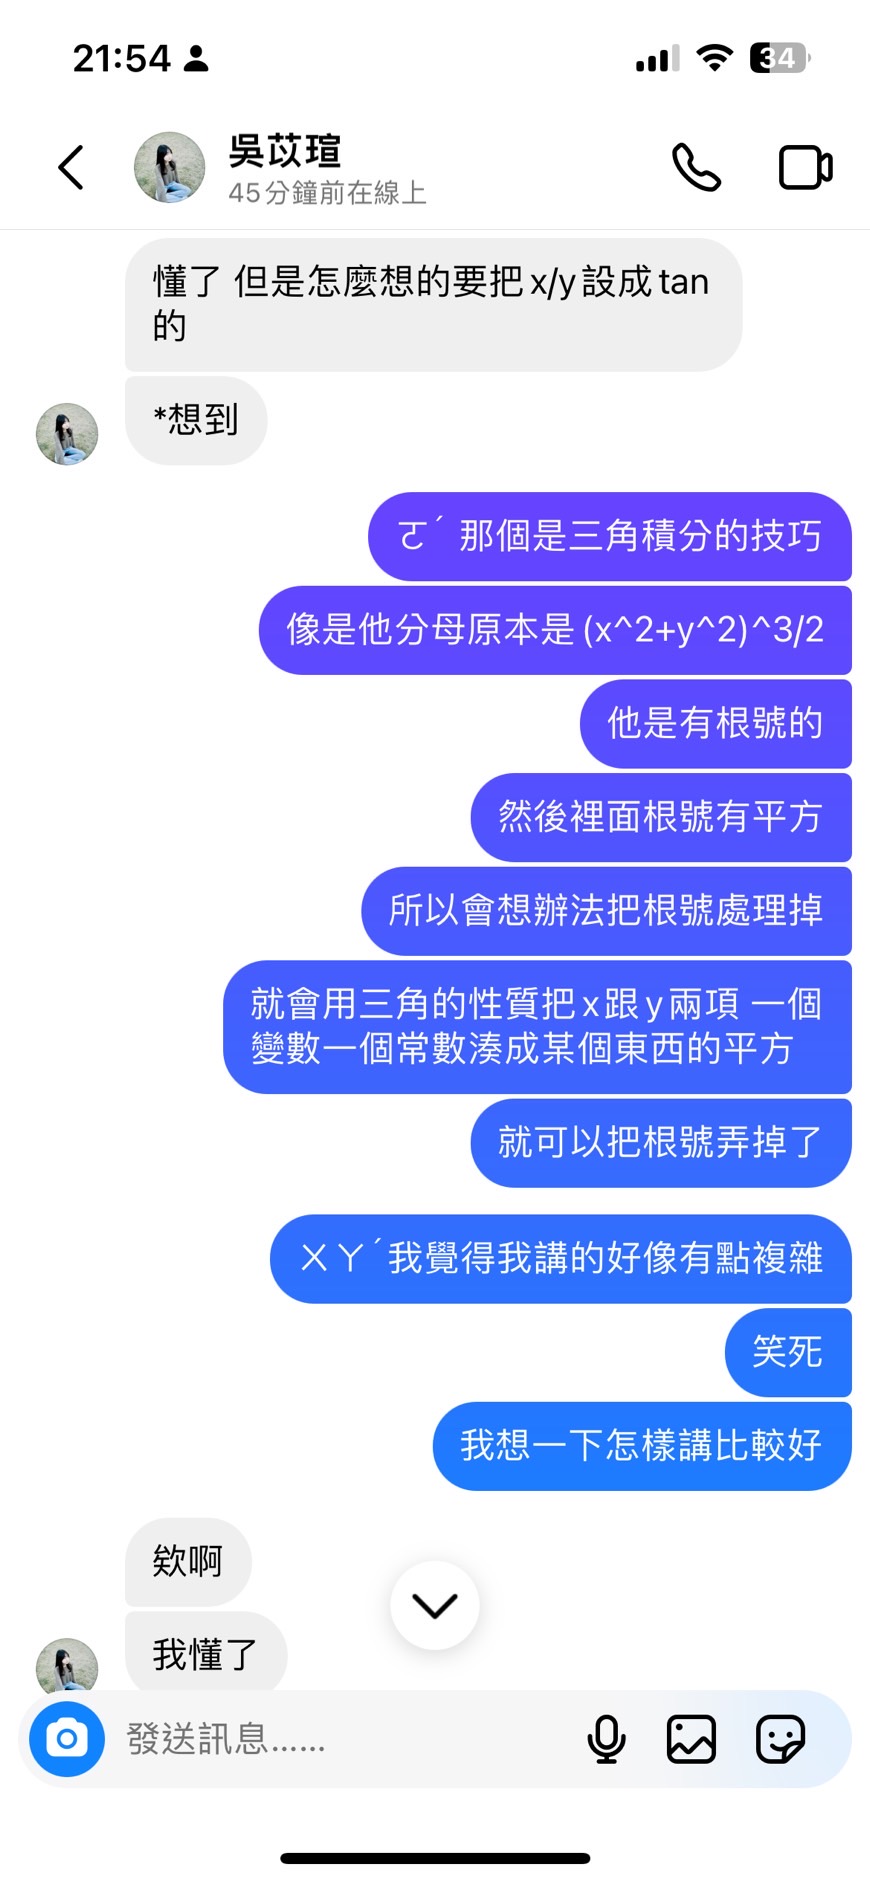 21:54
34
吳苡瑄
45分鐘前在線上
懂了 但是怎麼想的要把x/y設成tan
的
*想到
ㄛˊ 那個是三角積分的技巧
像是他分母原本是(x^2+y^2)^3/2
他是有根號的
然後裡面根號有平方
所以會想辦法把根號處理掉
就會用三角的性質把x跟y兩項 一個
變數一個常數湊成某個東西的平方
就可以把根號弄掉了
ㄨㄚˊ我覺得我講的好像有點複雜
笑死
我想一下怎樣講比較好
欸啊
我懂了
發送訊息......